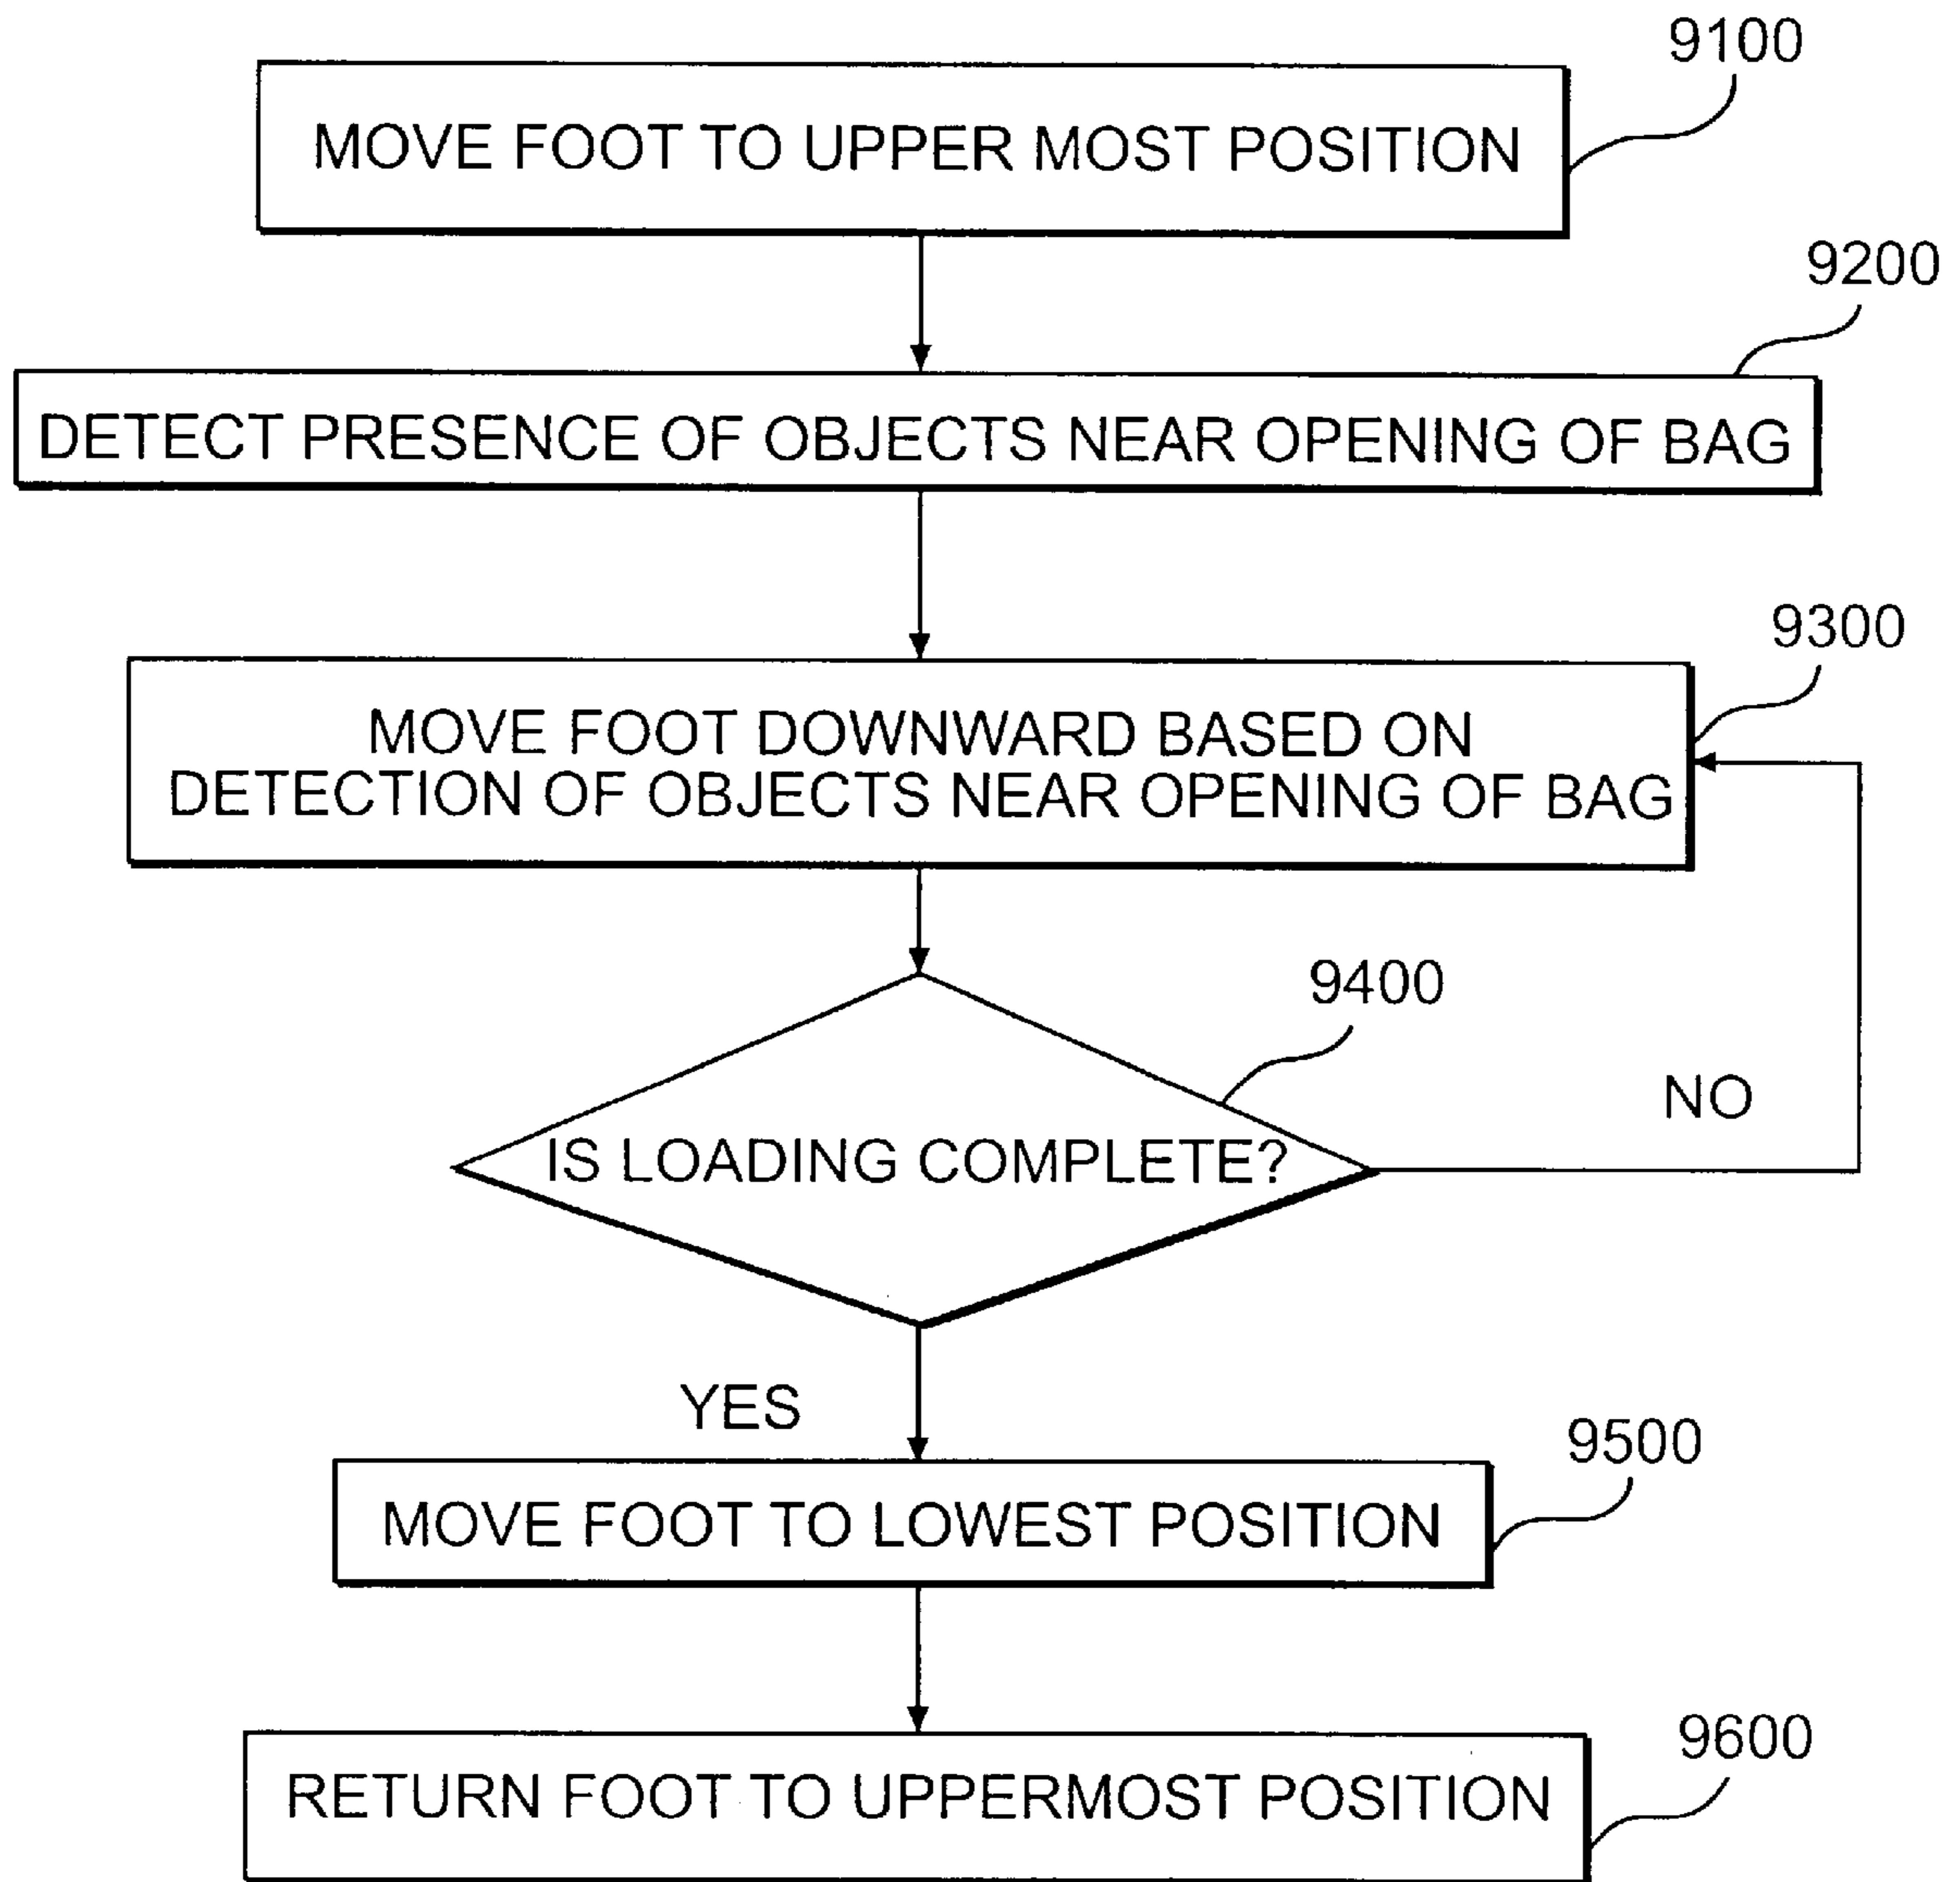 9100
MOVE FOOT TO UPPER MOST POSITION
9200
DETECT PRESENCE OF OBJECTS NEAR OPENING OF BAG
9300
MOVE FOOT DOWNWARD BASED ON
DETECTION OF OBJECTS NEAR OPENING OF BAG
9400
IS LOADING COMPLETE?
NO
YES
9500
MOVE FOOT TO LOWEST POSITION
9600
RETURN FOOT TO UPPERMOST POSITION